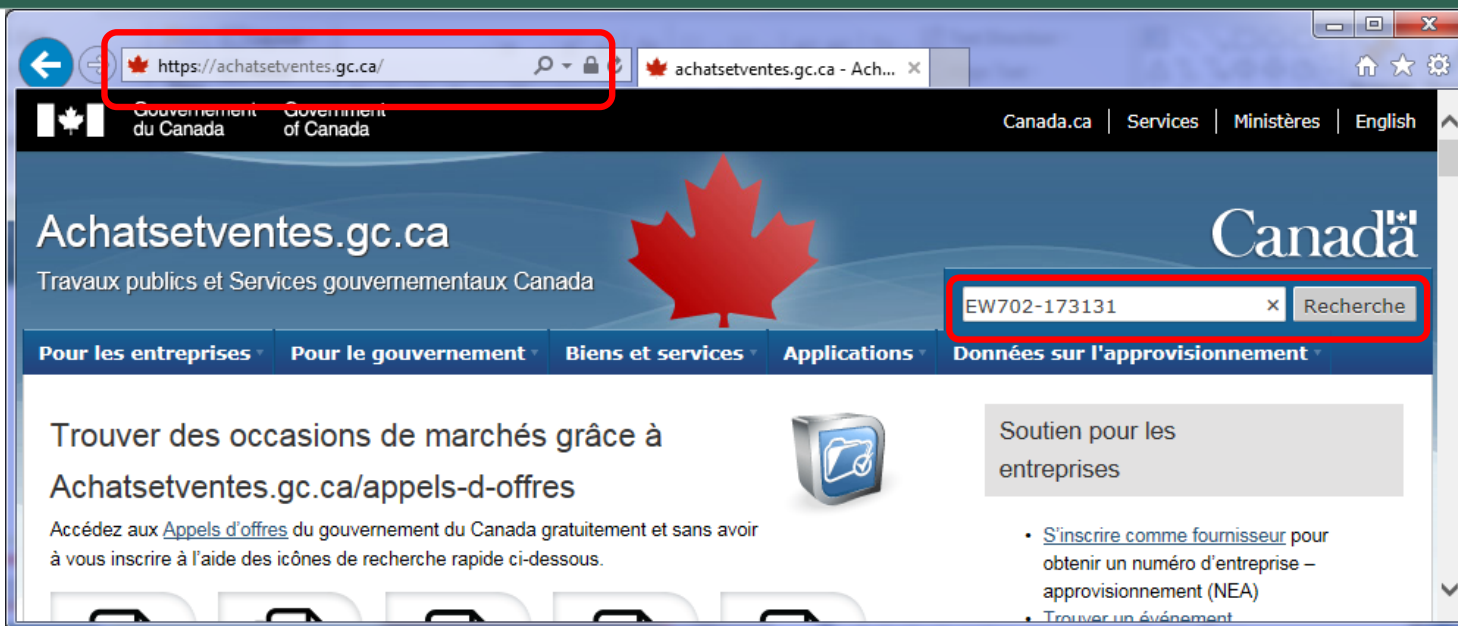 https://achatsetventes.gc.ca/
achatsetventes.gc.ca - Ach...
Gouvernement Government
du Canada of Canada
Canada.ca | Services | Ministères | English
Achatsetventes.gc.ca
Canada
Travaux publics et Services gouvernementaux Canada
EW702-173131 × Recherche
Pour les entreprises Pour le gouvernement Biens et services Applications Données sur l'approvisionnement
Trouver des occasions de marchés grâce à
Achatsetventes.gc.ca/appels-d-offres
Accédez aux Appels d'offres du gouvernement du Canada gratuitement et sans avoir
à vous inscrire à l'aide des icônes de recherche rapide ci-dessous.
Soutien pour les
entreprises
• S'inscrire comme fournisseur pour
obtenir un numéro d'entreprise –
approvisionnement (NEA)
• Trouver un événement